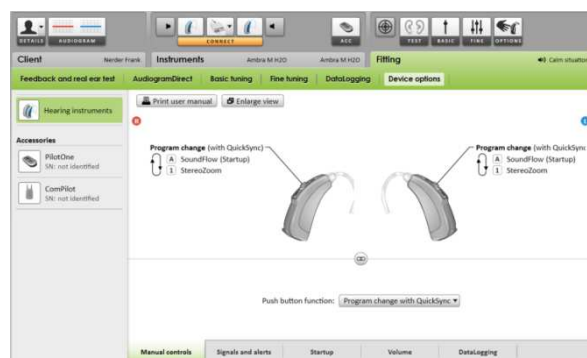 DETAILS AUDIOGRAM CONNECT ACC TEST BASIC FINE OPTIONS
Client Nerder Frank Instruments Ambra M H2O Ambra M H2O Fitting Calm situation
Feedback and real ear test AudiogramDirect Basic tuning Fine tuning DataLogging Device options
Hearing instruments
Print user manual Enlarge view
Accessories
PilotOne
SN: not identified
ComPilot
SN: not identified
R
Program change (with QuickSync)
A SoundFlow (Startup)
1 StereoZoom
Program change (with QuickSync
A SoundFlow (Startup)
1 StereoZoom
Push button function: Program change with QuickSync
Manual controls Signals and alerts Startup Volume DataLogging